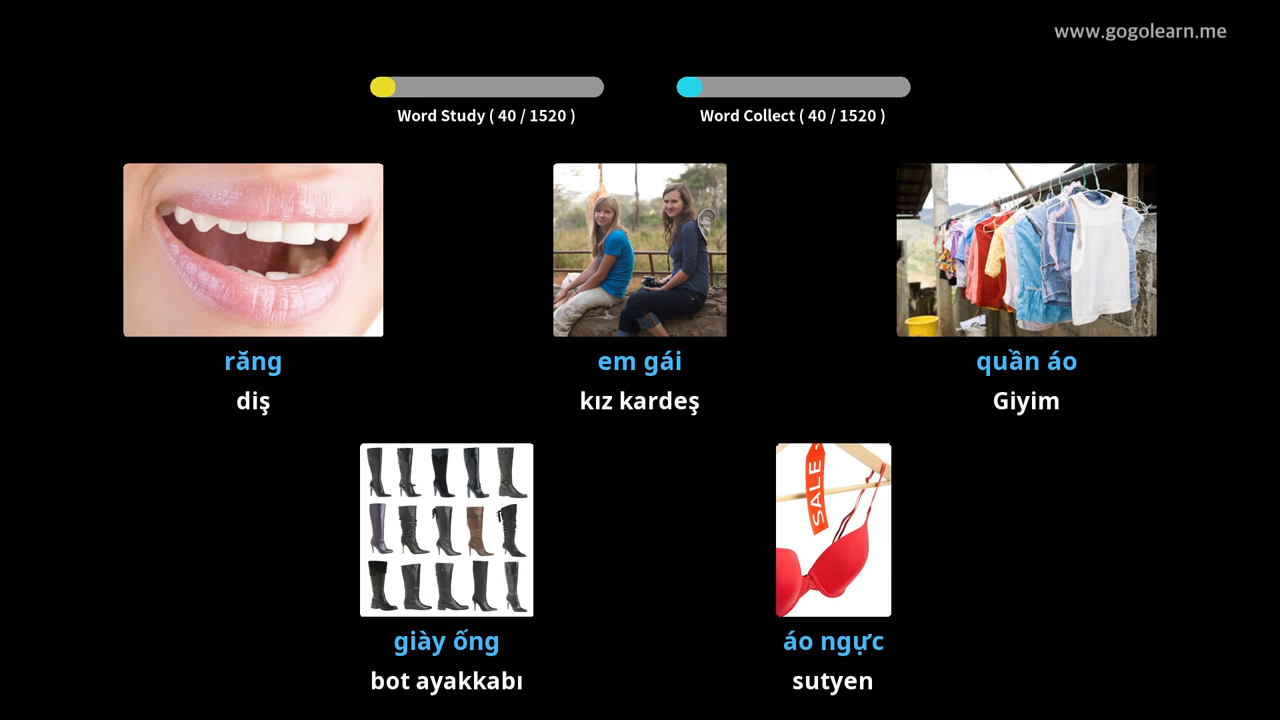 www.gogolearn.me
Word Study ( 40 / 1520 )
Word Collect ( 40 / 1520 )
răng
em gái
quần áo
diş
kız kardeş
Giyim
SALE
giày ống
áo ngực
bot ayakkabı
sutyen